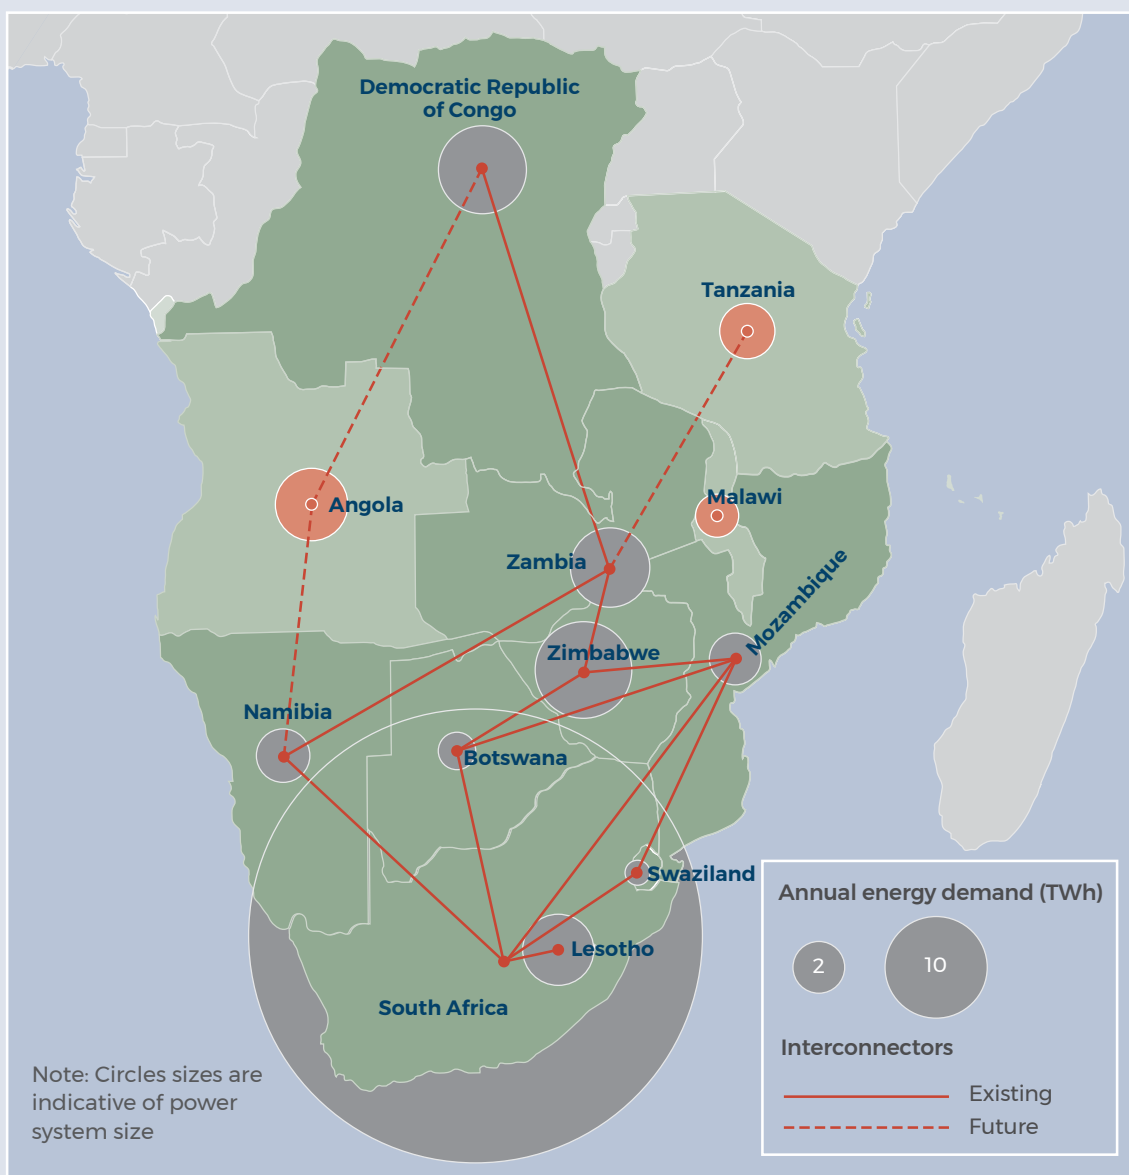 Democratic Republic
of Congo
Tanzania
Angola
Malawi
Zambia
Mozambique
Zimbabwe
Namibia
Botswana
Swaziland
Lesotho
South Africa
Annual energy demand (TWh)
2
10
Interconnectors
Existing
Future
Note: Circles sizes are
indicative of power
system size